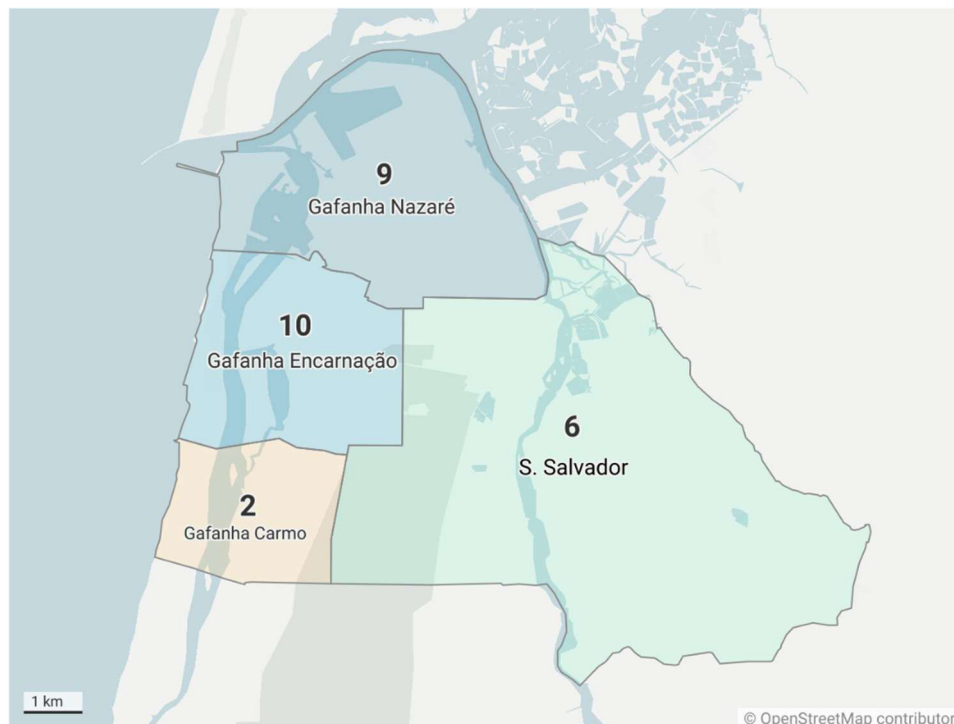 9
Gafanha Nazaré
10
Gafanha Encarnação
6
S. Salvador
2
Gafanha Carmo
1 km
© OpenStreetMap contributor